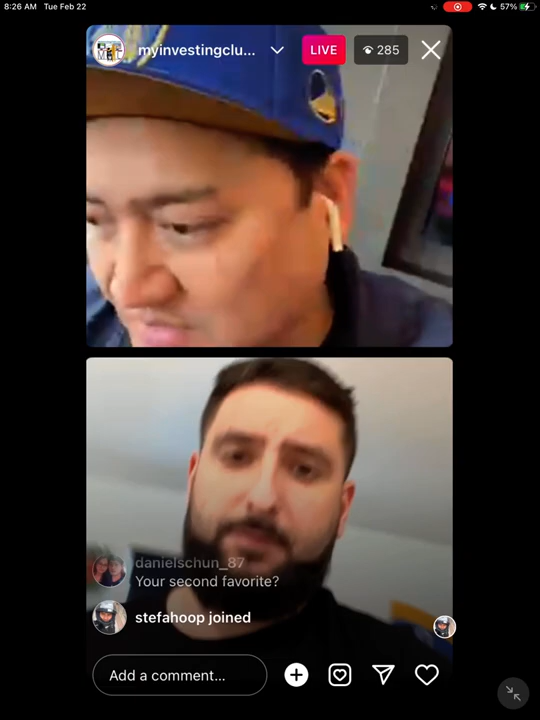 8:26 AM Tue Feb 22
57%
myinvestingclu...
LIVE
285
danielschun_87
Your second favorite?
stefahoop joined
Add a comment...